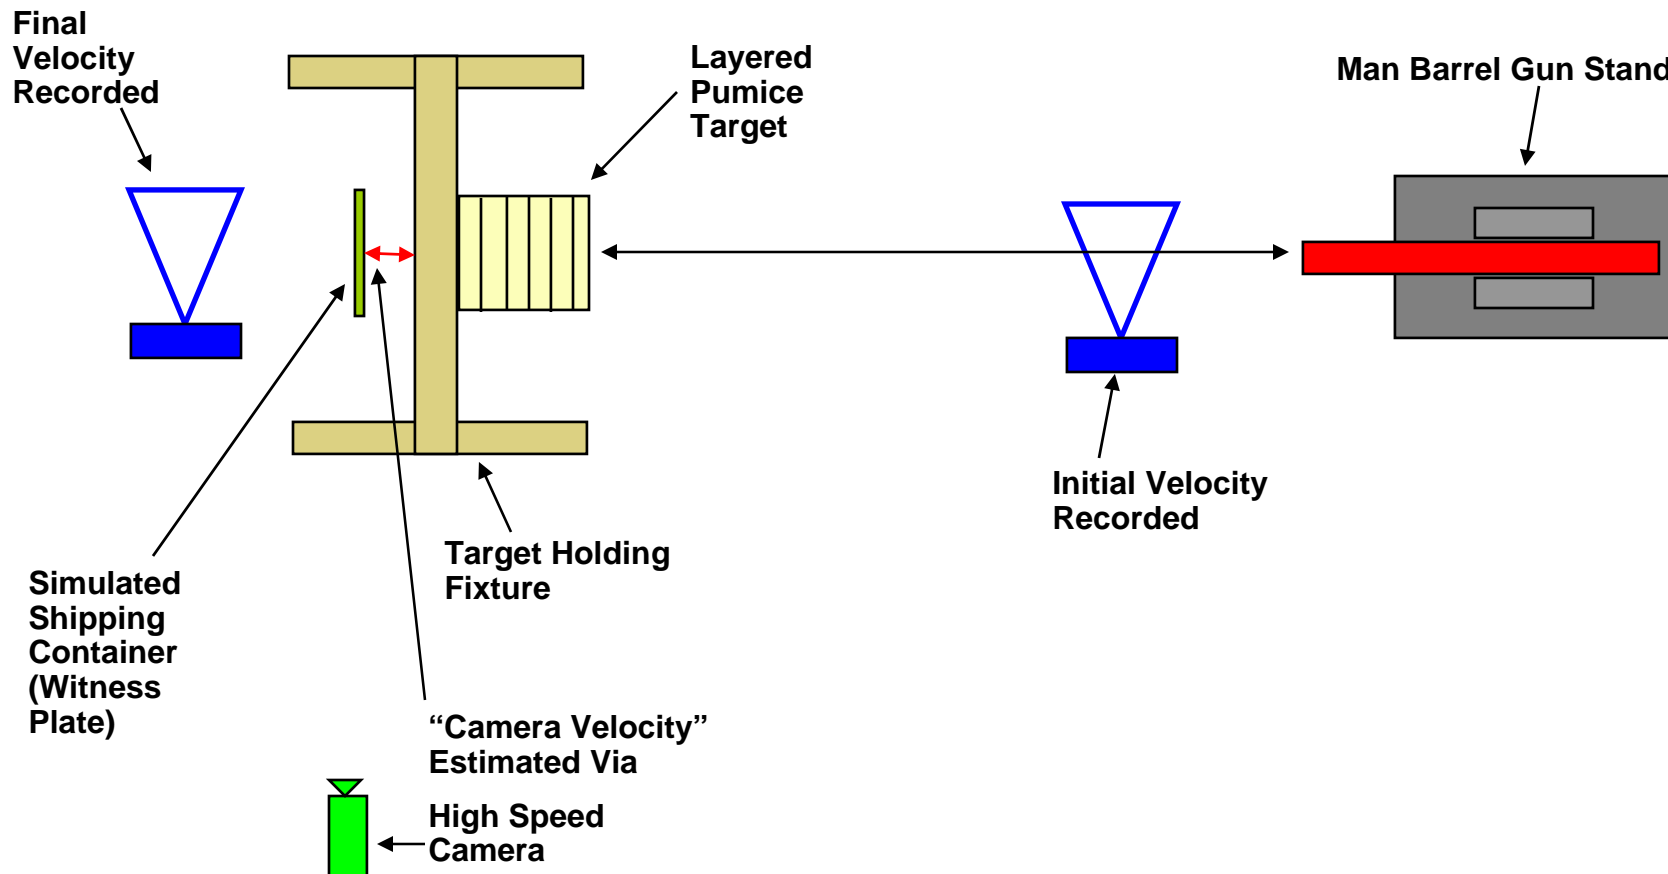 Final
Velocity
Recorded
Layered
Pumice
Target
Man Barrel Gun Stand
Initial Velocity
Recorded
Target Holding
Fixture
Simulated
Shipping
Container
(Witness
Plate)
“Camera Velocity”
Estimated Via
High Speed
Camera